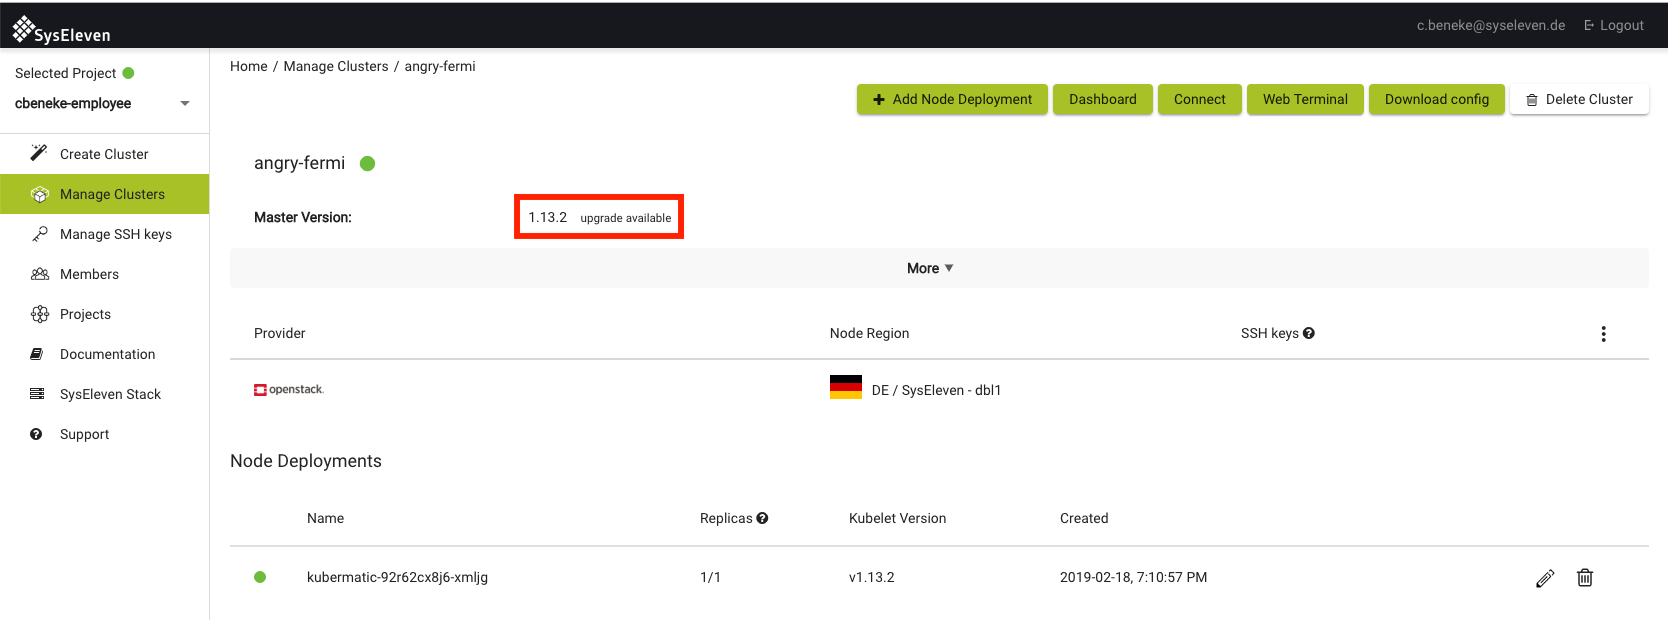 SysEleven
c.beneke@syseleven.de Logout
Selected Project
cbeneke-employee
Create Cluster
Manage Clusters
Manage SSH keys
Members
Projects
Documentation
SysEleven Stack
Support
Home / Manage Clusters / angry-fermi
Add Node Deployment Dashboard Connect Web Terminal Download config Delete Cluster
angry-fermi
Master Version: 1.13.2 upgrade available
More
Provider Node Region SSH keys
openstack. DE / SysEleven - dbl1
Node Deployments
Name Replicas Kubelet Version Created
kubermatic-92r62cx8j6-xmljg 1/1 v1.13.2 2019-02-18, 7:10:57 PM